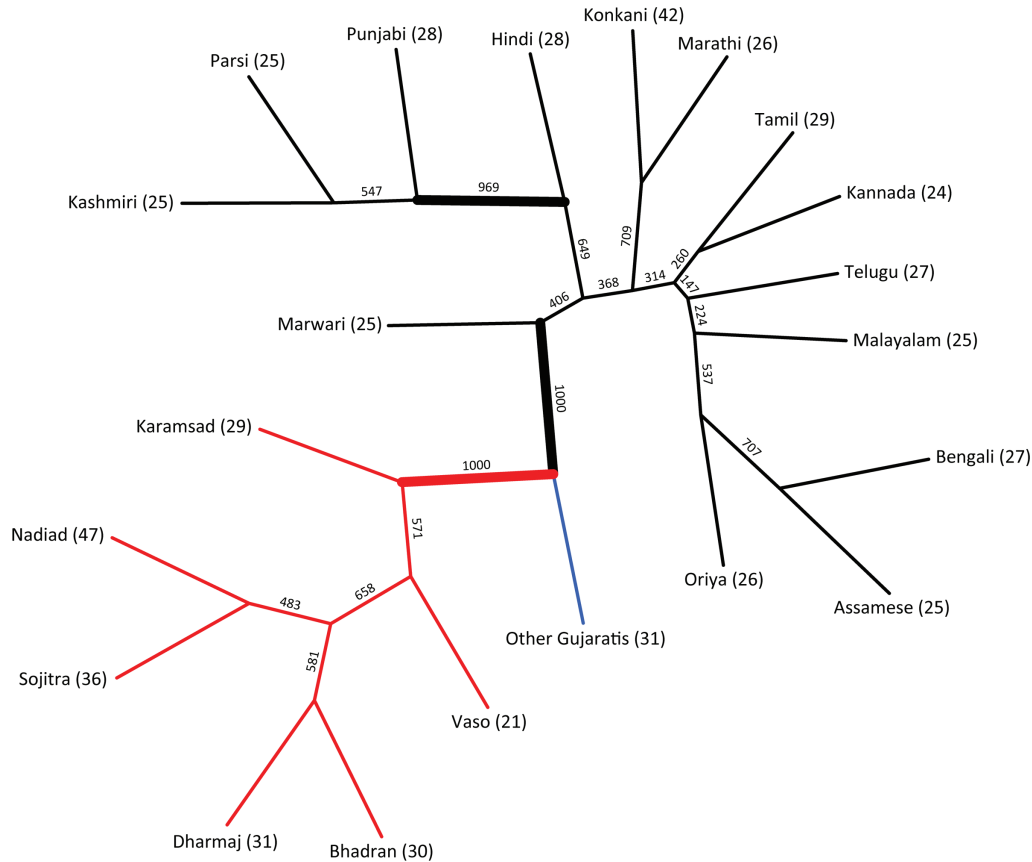 Konkani (42)
Punjabi (28)
Hindi (28)
Marathi (26)
Parsi (25)
Tamil (29)
547
969
Kashmiri (25)
Kannada (24)
607
649
260
Telugu (27)
314
368
147
406
224
Marwari (25)
Malayalam (25)
537
1000
Karamsad (29)
707
Bengali (27)
1000
571
Nadiad (47)
Oriya (26)
658
483
Assamese (25)
Other Gujaratis (31)
581
Sojitra (36)
Vaso (21)
Dharmaj (31)
Bhadran (30)